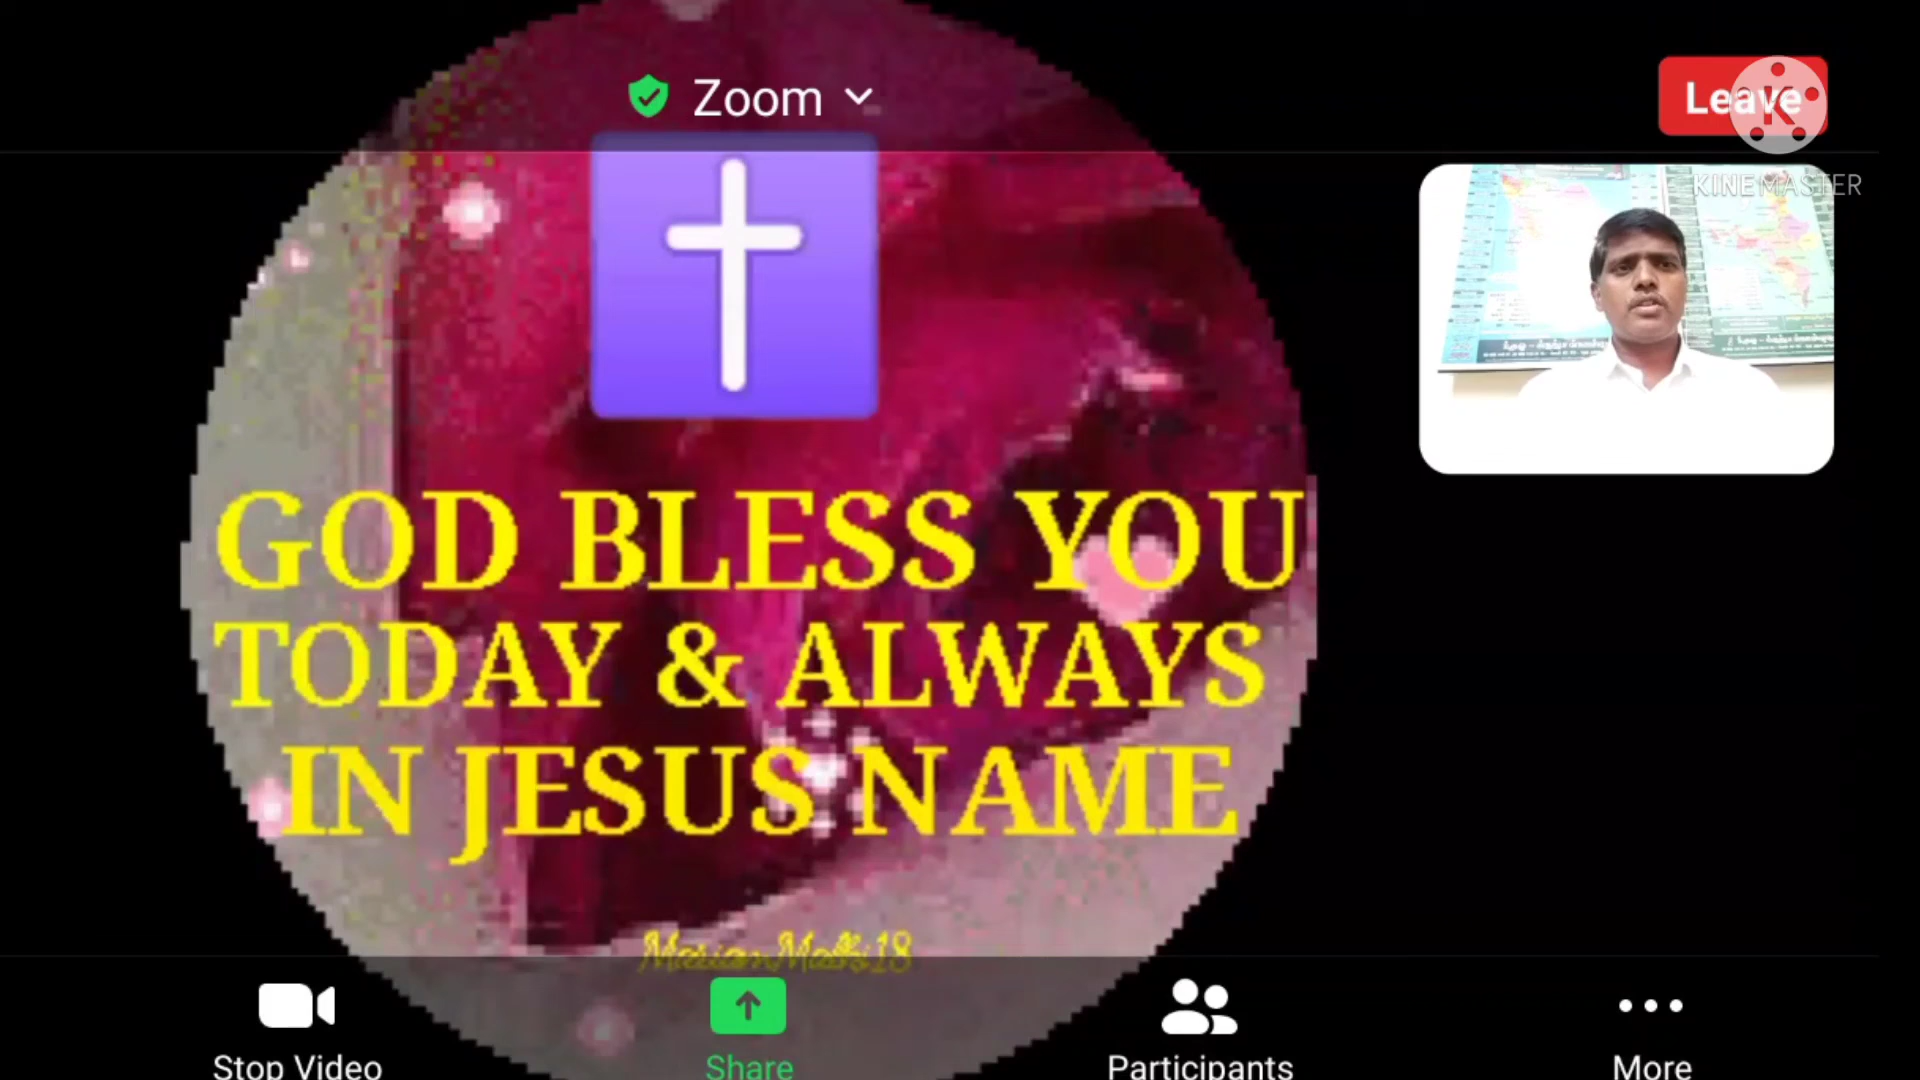 Zoom
Leave
K
KINEMASTER
GOD BLESS YOU
TODAY & ALWAYS
IN JESUS NAME
Stop Video
Share
Participants
More